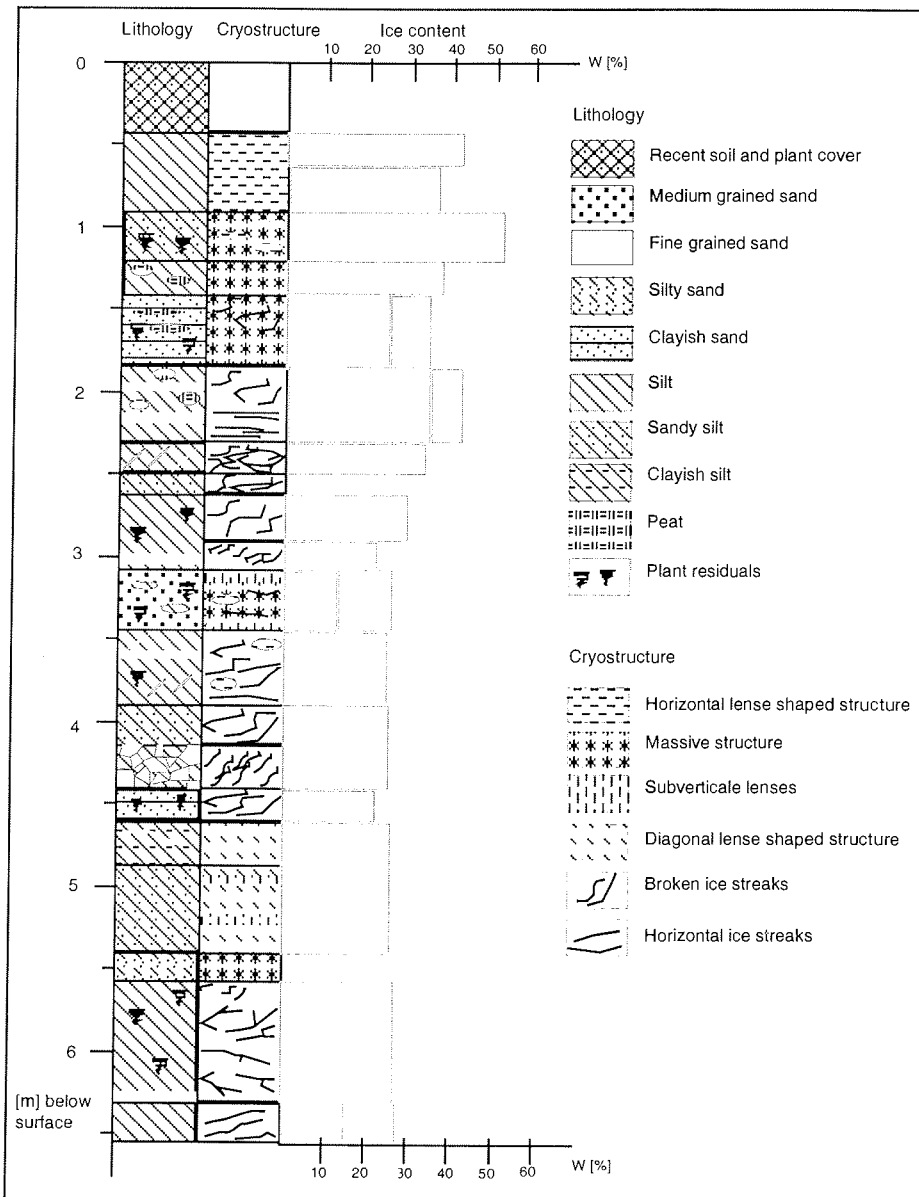 Lithology Cryostructure Ice content
10 20 30 40 50 60
W [%]
0
1
2
3
4
5
6
[m] below
surface
10 20 30 40 50 60
W [%]
Lithology
Recent soil and plant cover
Medium grained sand
Fine grained sand
Silty sand
Clayish sand
Silt
Sandy silt
Clayish silt
Peat
Plant residuals
Cryostructure
Horizontal lense shaped structure
Massive structure
Subverticale lenses
Diagonal lense shaped structure
Broken ice streaks
Horizontal ice streaks